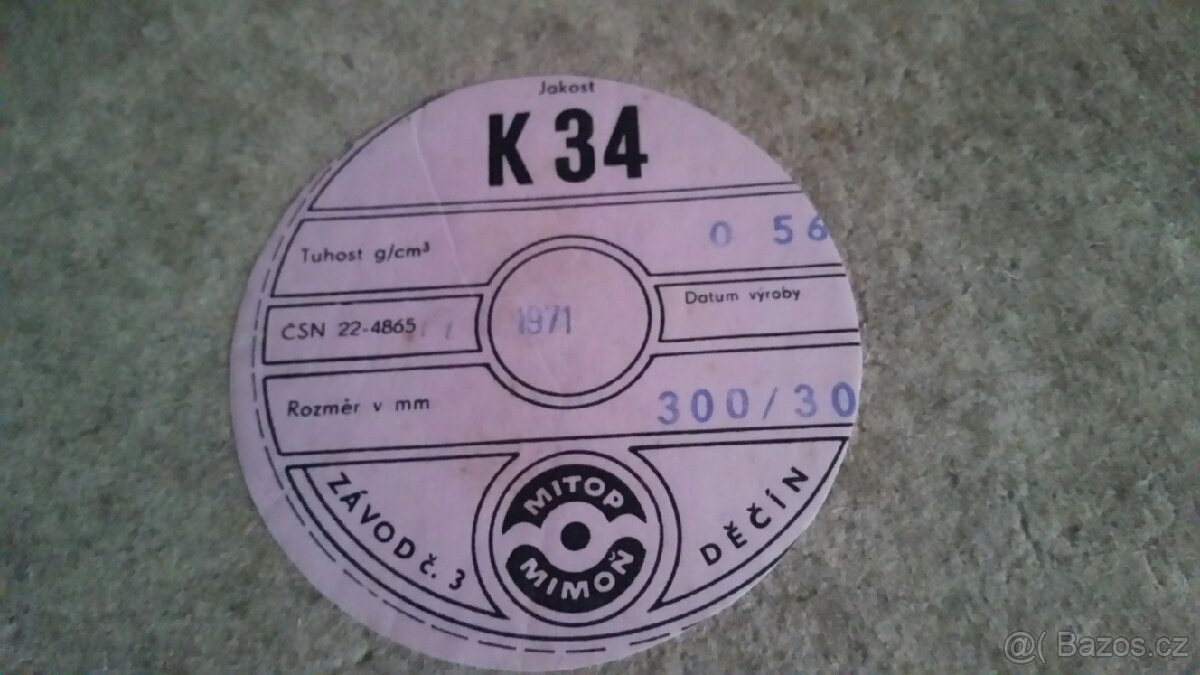 Jakost
K 34
Tuhost g/cm³ 0 56
ČSN 22-4865 1971 Datum výroby
Rozměr v mm 300/30
ZÁVOD č. 3 MITOP MIMOŇ DĚČÍN
@( Bazos.cz